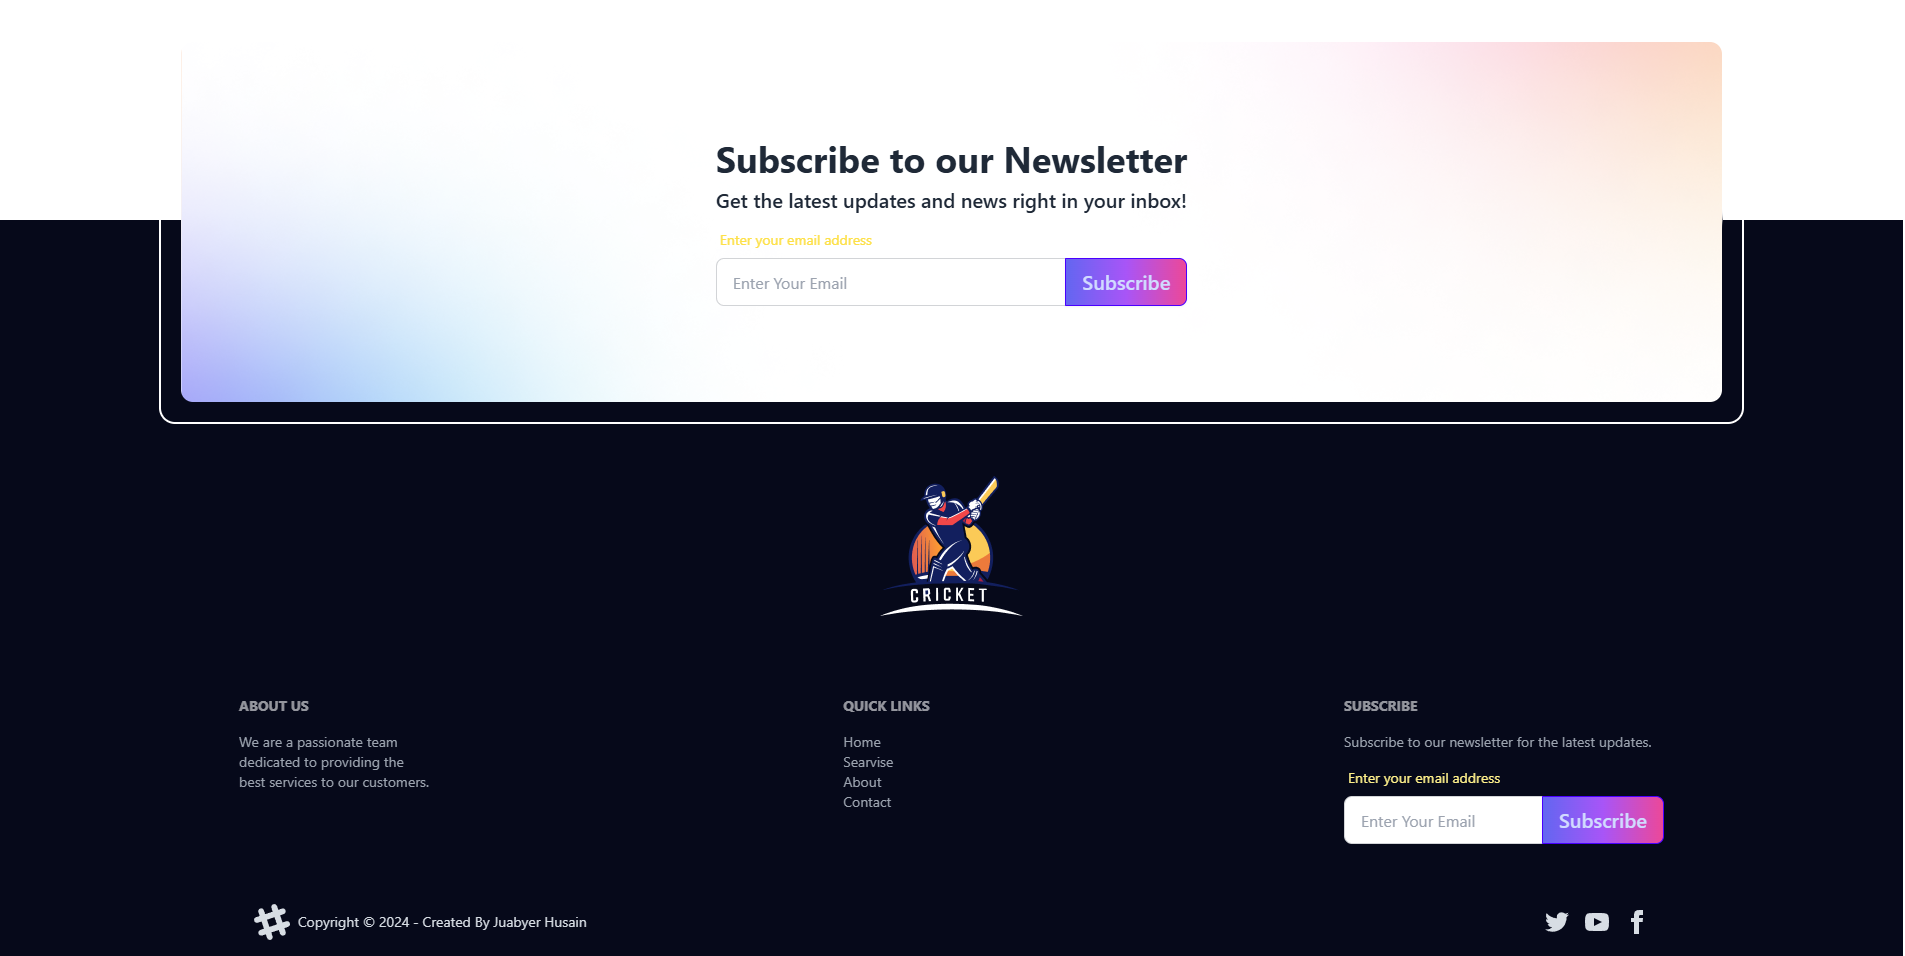 Subscribe to our Newsletter
Get the latest updates and news right in your inbox!
Enter your email address
Enter Your Email
Subscribe
CRICKET
ABOUT US
We are a passionate team
dedicated to providing the
best services to our customers.
QUICK LINKS
Home
Searvise
About
Contact
SUBSCRIBE
Subscribe to our newsletter for the latest updates.
Enter your email address
Enter Your Email
Subscribe
Copyright © 2024 - Created By Juabyer Husain